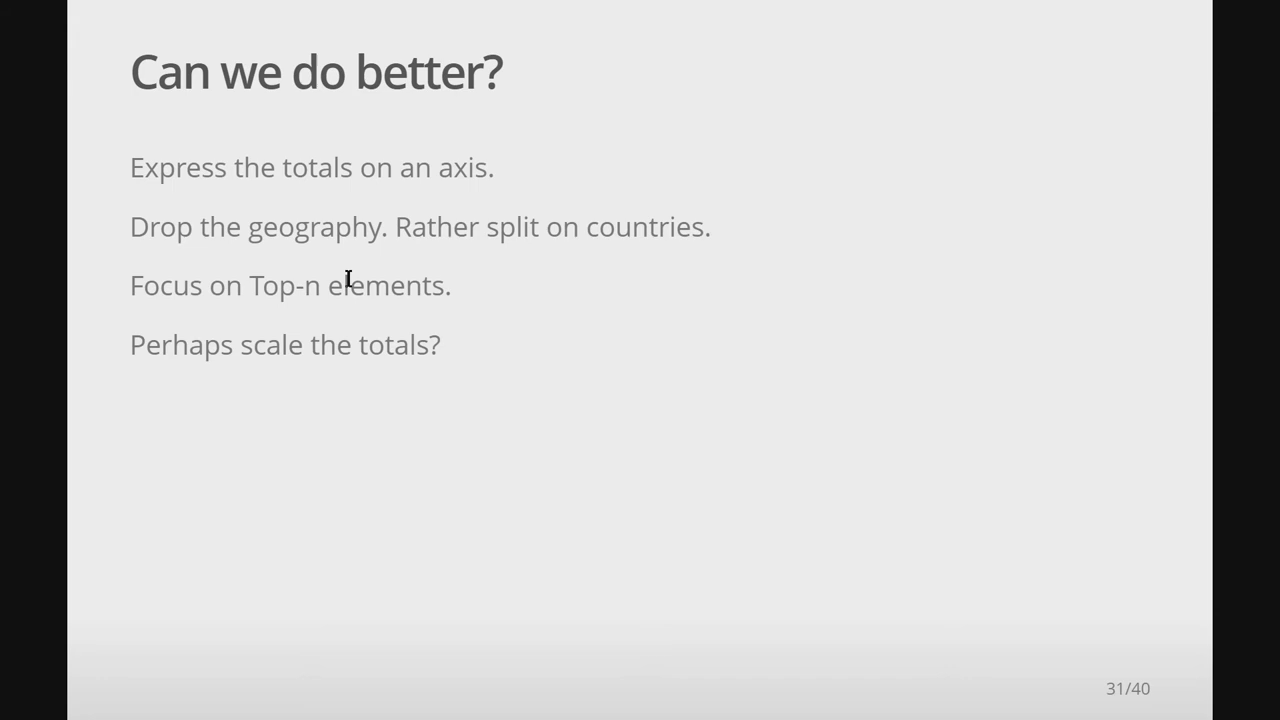 Can we do better?
Express the totals on an axis.
Drop the geography. Rather split on countries.
Focus on Top-n elements.
Perhaps scale the totals?
31/40